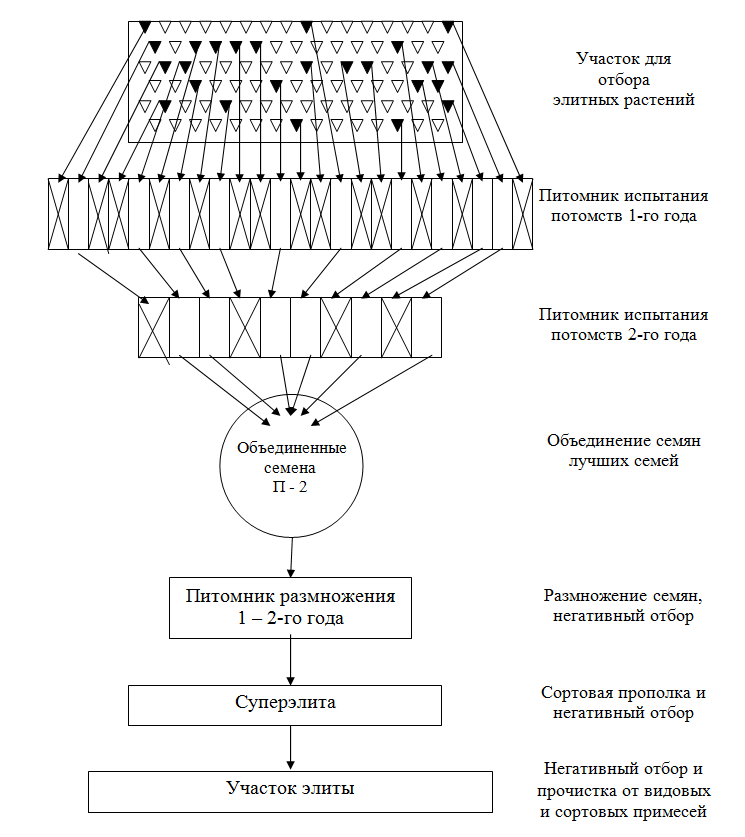 Участок для
отбора
элитных растений
Питомник испытания
потомств 1-го года
Питомник испытания
потомств 2-го года
Объединенные
семена
П - 2
Объединение семян
лучших семей
Питомник размножения
1 – 2-го года
Размножение семян,
негативный отбор
Суперэлита
Сортовая прополка и
негативный отбор
Участок элиты
Негативный отбор и
прочистка от видовых
и сортовых примесей